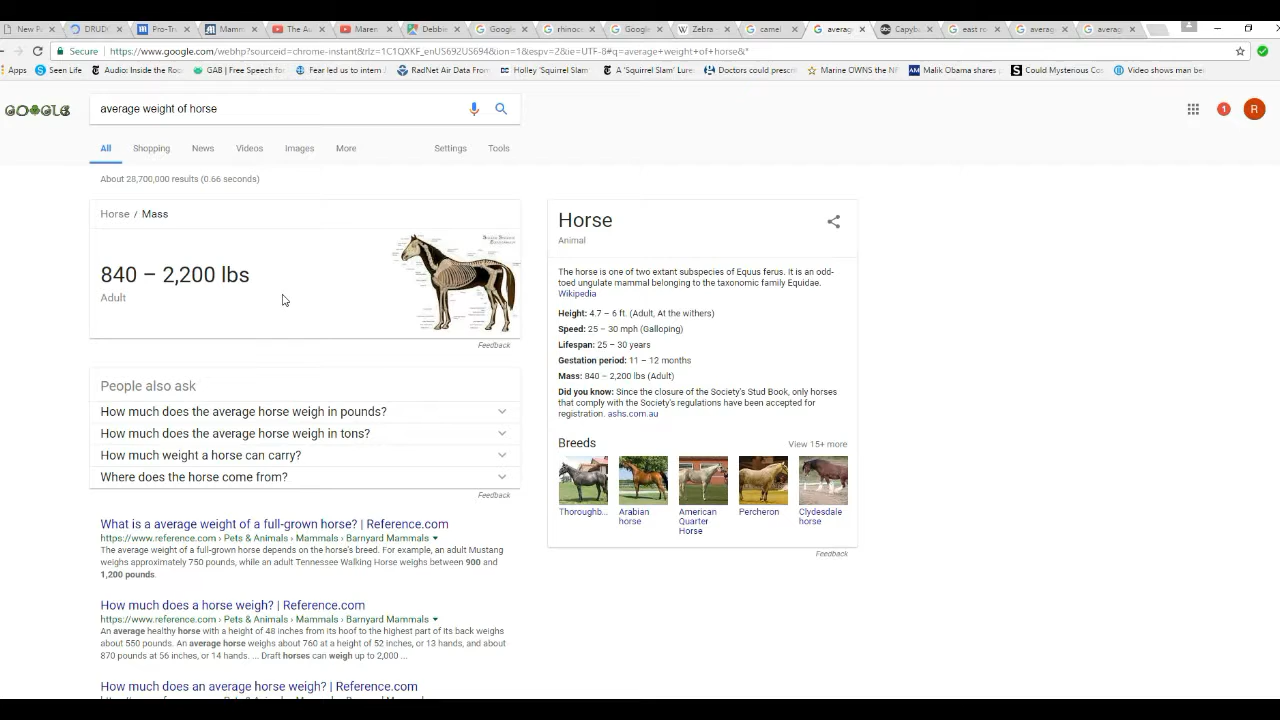 New Pa
DRUDG
Pro-Tru
Mamm
The Au
Maren
Debbie
Google
rhinoc
Google
Zebra
camel
averag
Capyba
east ro
averag
averag
Secure
https://www.google.com/webhp?sourceid=chrome-instant&rlz=1C1QXKF_enUS692US694&ion=1&espv=2&ie=UTF-8#q=average+weight+of+horse&*
Apps
Seen Life
Audio: Inside the Roo
GAB | Free Speech for
Fear led us to intern J
RadNet Air Data From
Holley 'Squirrel Slam'
A 'Squirrel Slam' Lures
Doctors could prescri
Marine OWNS the NF
Malik Obama shares p
Could Mysterious Co
Video shows man bei
GOOGLE
average weight of horse
1
R
All Shopping News Videos Images More Settings Tools
About 28,700,000 results (0.66 seconds)
Horse / Mass
840 – 2,200 lbs
Adult
Feedback
People also ask
How much does the average horse weigh in pounds?
How much does the average horse weigh in tons?
How much weight a horse can carry?
Where does the horse come from?
Feedback
What is a average weight of a full-grown horse? | Reference.com
https://www.reference.com › Pets & Animals › Mammals › Barnyard Mammals
The average weight of a full-grown horse depends on the horse's breed. For example, an adult Mustang
weighs approximately 750 pounds, while an adult Tennessee Walking Horse weighs between 900 and
1,200 pounds.
How much does a horse weigh? | Reference.com
https://www.reference.com › Pets & Animals › Mammals › Barnyard Mammals
An average healthy horse with a height of 48 inches from its hoof to the highest part of its back weighs
about 550 pounds. An average horse weighs about 760 at a height of 52 inches, or 13 hands, and about
870 pounds at 56 inches, or 14 hands. ... Draft horses can weigh up to 2,000 ...
How much does an average horse weigh? | Reference.com
Horse
Animal
The horse is one of two extant subspecies of Equus ferus. It is an odd-
toed ungulate mammal belonging to the taxonomic family Equidae.
Wikipedia
Height: 4.7 – 6 ft. (Adult, At the withers)
Speed: 25 – 30 mph (Galloping)
Lifespan: 25 – 30 years
Gestation period: 11 – 12 months
Mass: 840 – 2,200 lbs (Adult)
Did you know: Since the closure of the Society's Stud Book, only horses
that comply with the Society's regulations have been accepted for
registration. ashs.com.au
Breeds
View 15+ more
Thoroughb...
Arabian
horse
American
Quarter
Horse
Percheron
Clydesdale
horse
Feedback